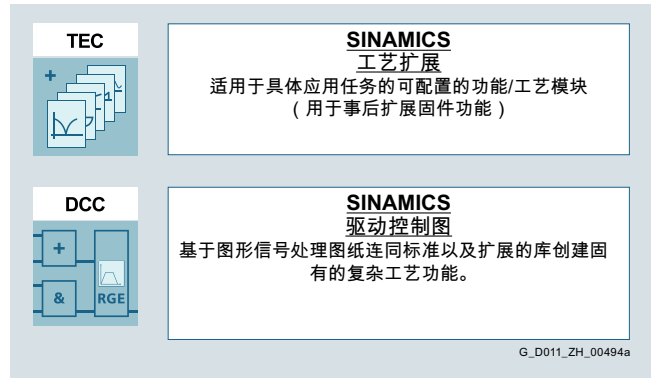 TEC
+
SINAMICS
工艺扩展
适用于具体应用任务的可配置的功能/工艺模块
（用于事后扩展固件功能）
DCC
+
&
RGE
SINAMICS
驱动控制图
基于图形信号处理图纸连同标准以及扩展的库创建固
有的复杂工艺功能。
G_D011_ZH_00494a